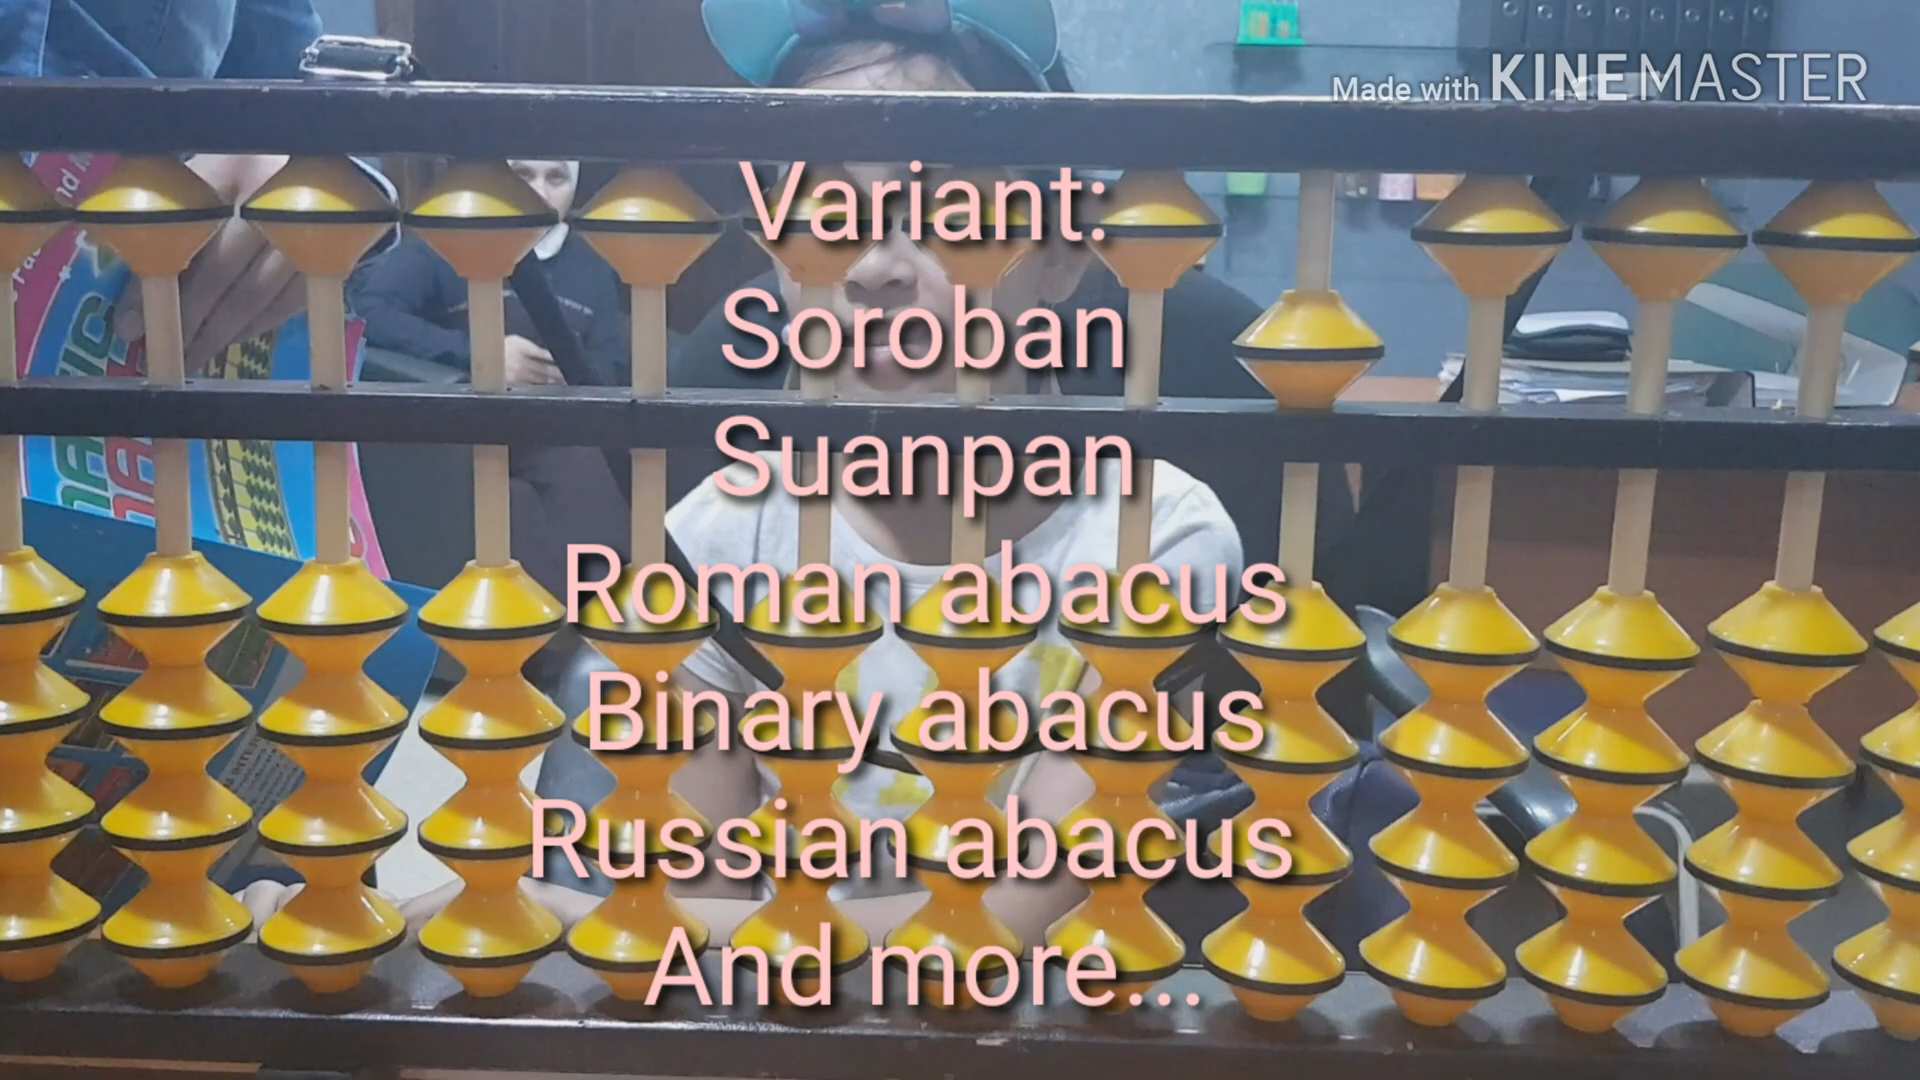 Made with KINEMASTER
Variant:
Soroban
Suanpan
Roman abacus
Binary abacus
Russian abacus
And more...